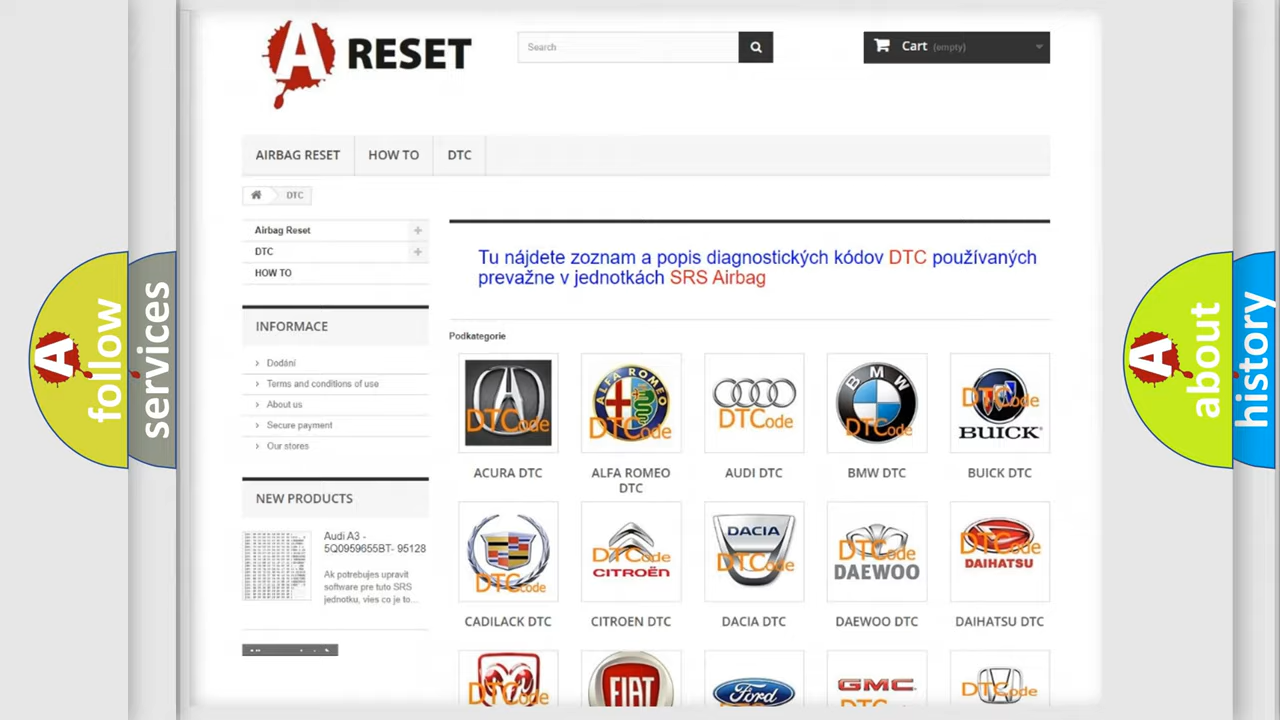 A RESET
Search
Cart (empty)
AIRBAG RESET
HOW TO
DTC
DTC
Airbag Reset
DTC
HOW TO
INFORMACE
Dodání
Terms and conditions of use
About us
Secure payment
Our stores
NEW PRODUCTS
Audi A3 -
5Q0959655BT- 95128
Ak potrebujes upravit
software pre tuto SRS
jednotku, vies co je to...
Tu nájdete zoznam a popis diagnostických kódov DTC používaných
prevažne v jednotkách SRS Airbag
Podkategorie
DTCode
ALFA ROMEO
DTCode
DTCode
BMW
DTCode
DTCode
BUICK
ACURA DTC
ALFA ROMEO
DTC
AUDI DTC
BMW DTC
BUICK DTC
DTCode
DTCode
CITROËN
DACIA
DTCode
DTCode
DAEWOO
DTCode
DAIHATSU
CADILACK DTC
CITROEN DTC
DACIA DTC
DAEWOO DTC
DAIHATSU DTC
DTCode
FIAT
Ford
GMC
DTCode
A follow
services
A about
history